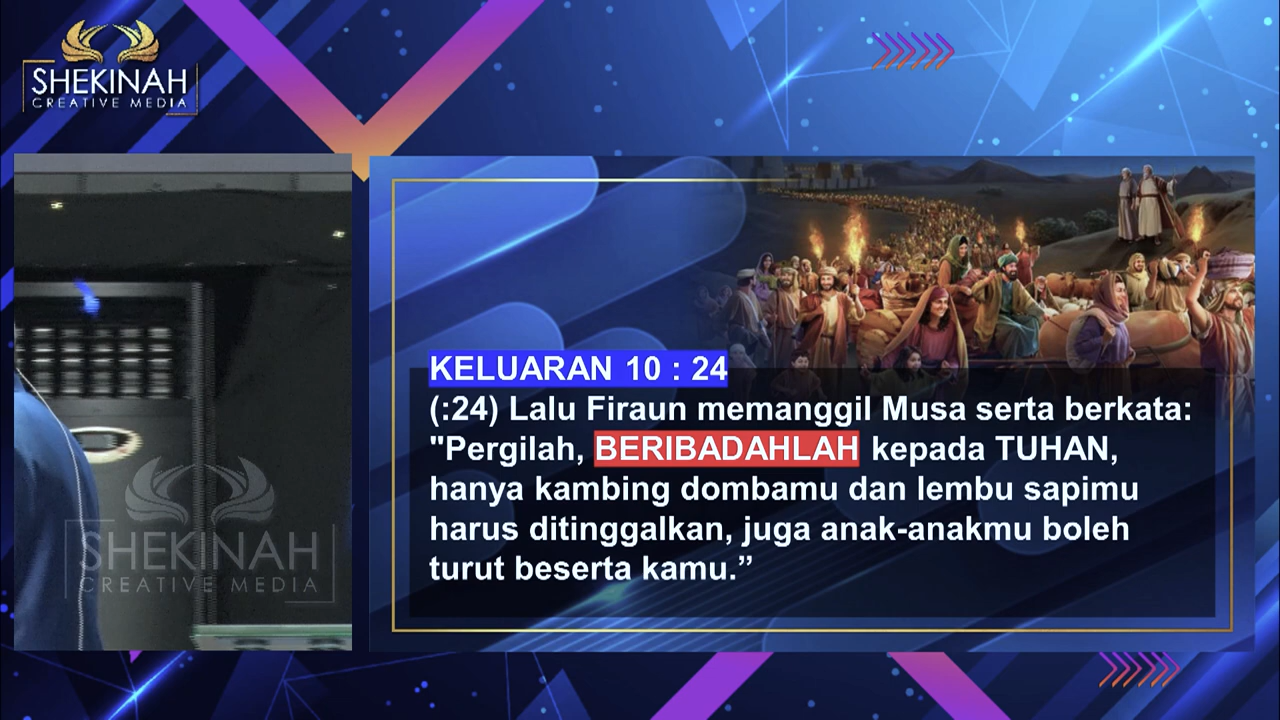 SHEKINAH
CREATIVE MEDIA
KELUARAN 10 : 24
(:24) Lalu Firaun memanggil Musa serta berkata:
"Pergilah, BERIBADAHLAH kepada TUHAN,
hanya kambing dombamu dan lembu sapimu
harus ditinggalkan, juga anak-anakmu boleh
turut beserta kamu.”
SHEKINAH
CREATIVE MEDIA